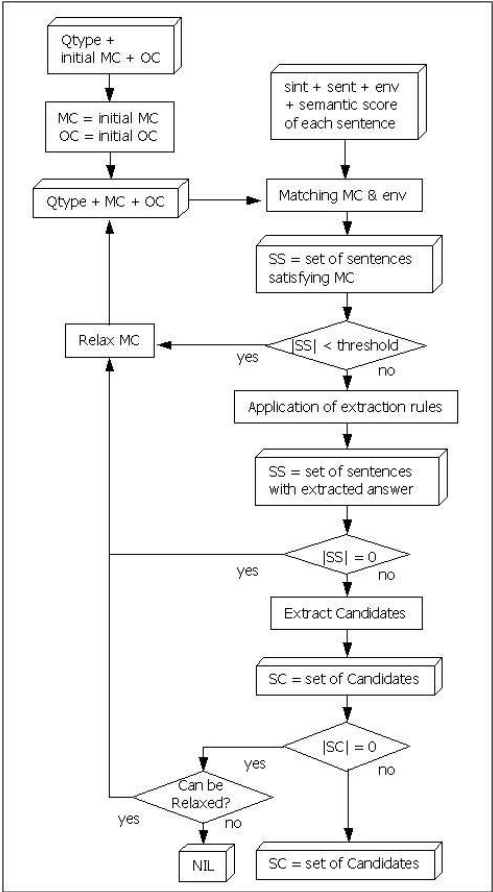 Qtype +
initial MC + OC
MC = initial MC
OC = initial OC
sint + sent + env
+ semantic score
of each sentence
Qtype + MC + OC
Matching MC & env
SS = set of sentences
satisfying MC
Relax MC
|SS| < threshold
yes
no
Application of extraction rules
SS = set of sentences
with extracted answer
|SS| = 0
yes
no
Extract Candidates
SC = set of Candidates
|SC| = 0
yes
no
Can be
Relaxed?
yes
no
NIL
SC = set of Candidates